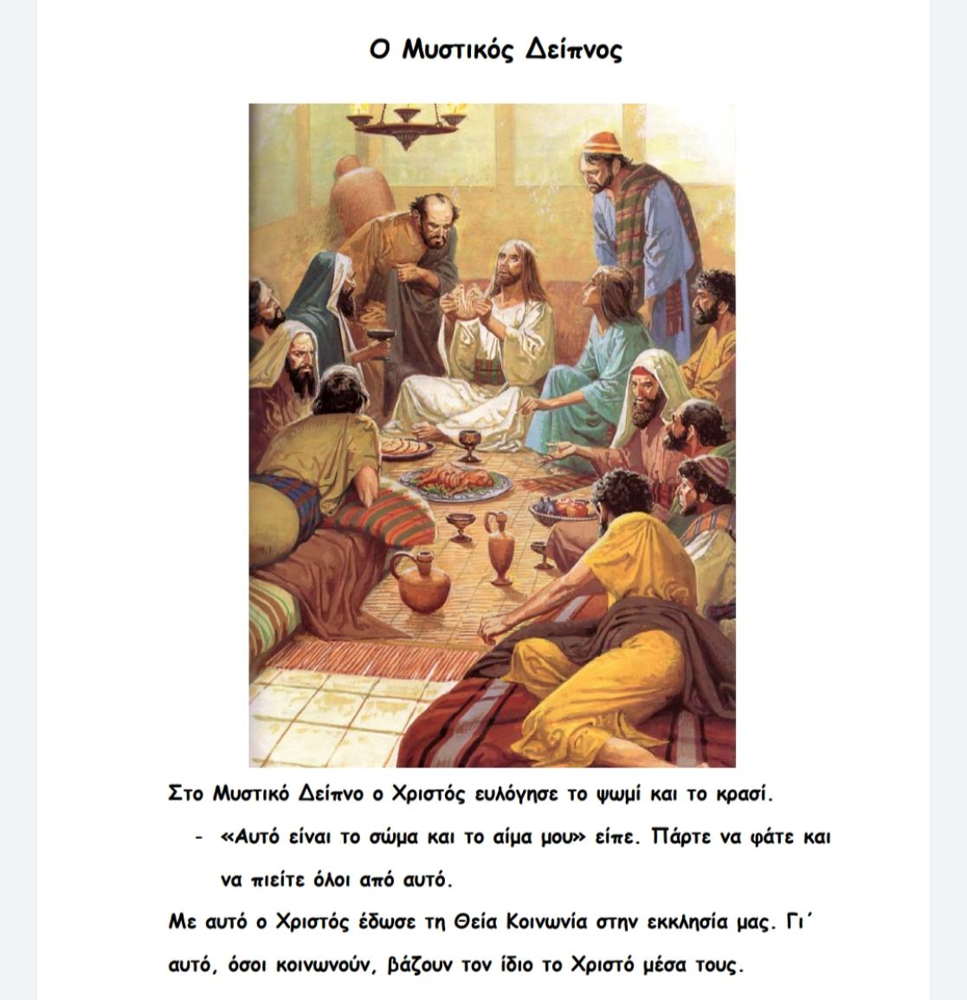 Ο Μυστικός Δείπνος
Στο Μυστικό Δείπνο ο Χριστός ευλόγησε το ψωμί και το κρασί.
- «Αυτό είναι το σώμα και το αίμα μου» είπε. Πάρτε να φάτε και
να πιείτε όλοι από αυτό.
Με αυτό ο Χριστός έδωσε τη Θεία Κοινωνία στην εκκλησία μας. Γι΄
αυτό, όσοι κοινωνούν, βάζουν τον ίδιο το Χριστό μέσα τους.